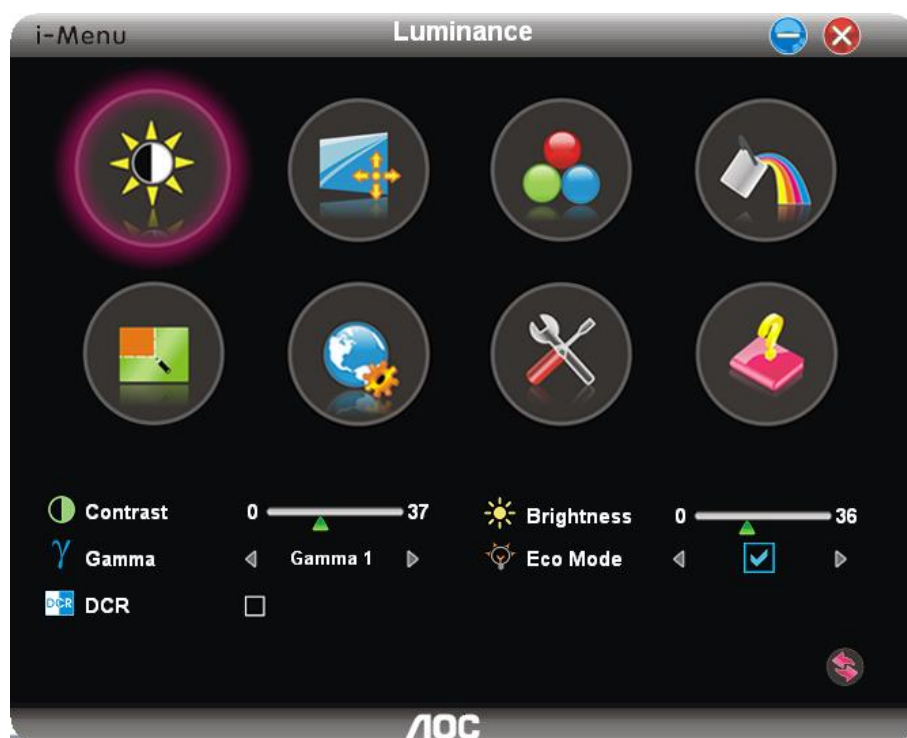 i-Menu
Luminance
Contrast 0 37
Brightness 0 36
Gamma Gamma 1
Eco Mode
DCR DCR
AOC